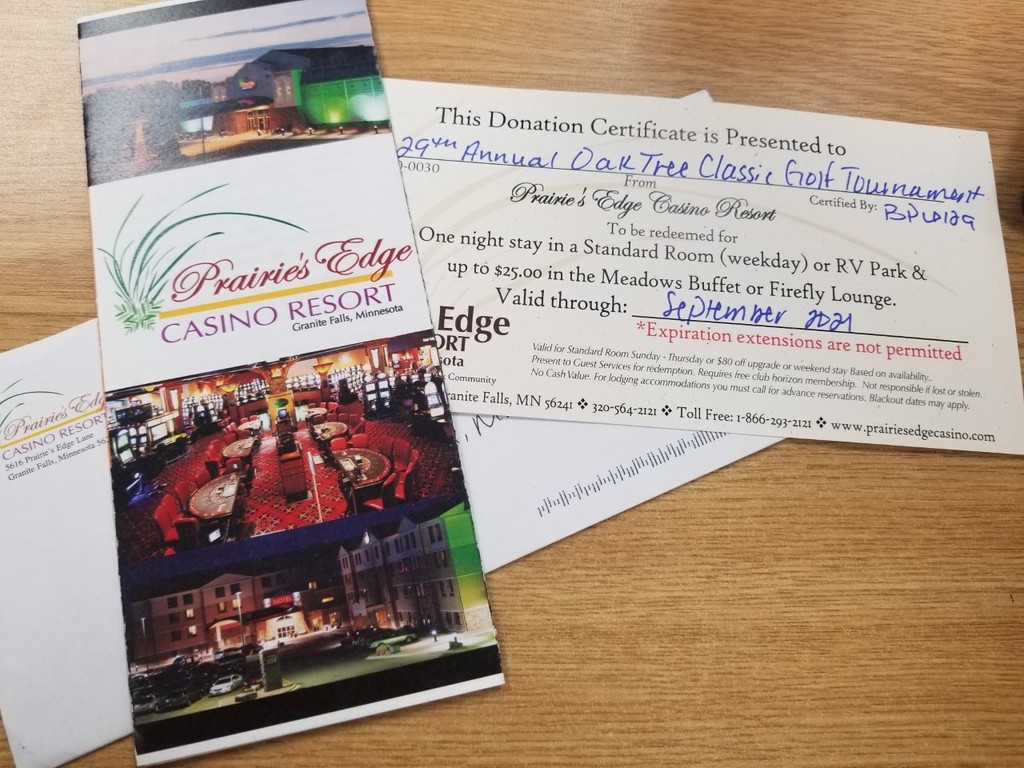 Prairie's Edge
CASINO RESORT
Granite Falls, Minnesota
HOTEL
Prairie's Edge
CASINO RESORT
5616 Prairie's Edge Lane
Granite Falls, Minnesota
This Donation Certificate is Presented to
29th Annual Oak Tree Classic Golf Tournament
-0030
From
Certified By:
Prairie's Edge Casino Resort
To be redeemed for
One night stay in a Standard Room (weekday) or RV Park &
up to $25.00 in the Meadows Buffet or Firefly Lounge.
Valid through: September 2021
*Expiration extensions are not permitted
Edge
ORT
sota
Community
Valid for Standard Room Sunday - Thursday or $80 off upgrade or weekend stay Based on availability..
Present to Guest Services for redemption. Requires free club horizon membership. Not responsible if lost or stolen.
No Cash Value. For lodging accommodations you must call for advance reservations. Blackout dates may apply.
ranite Falls, MN 56241 ❖ 320-564-2121 ❖ Toll Free: 1-866-293-2121 ❖ www.prairiesedgecasino.com